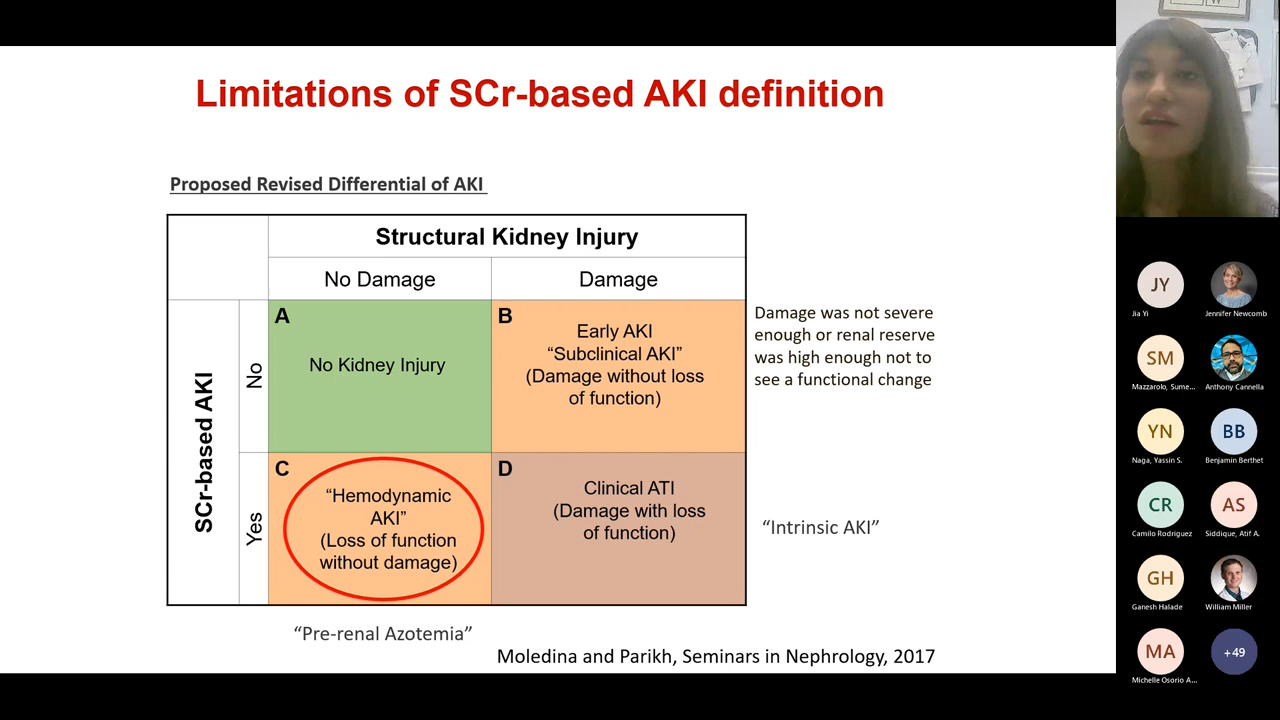 Limitations of SCr-based AKI definition
Proposed Revised Differential of AKI
Structural Kidney Injury
No Damage
Damage
SCr-based AKI
No
Yes
A
No Kidney Injury
B
Early AKI
“Subclinical AKI”
(Damage without loss
of function)
Damage was not severe
enough or renal reserve
was high enough not to
see a functional change
C
“Hemodynamic
AKI”
(Loss of function
without damage)
D
Clinical ATI
(Damage with loss
of function)
“Intrinsic AKI”
“Pre-renal Azotemia”
Moledina and Parikh, Seminars in Nephrology, 2017
JY
Jia Yi
Jennifer Newcomb
SM
Mazzarolo, Sume...
Anthony Cannella
YN
Naga, Yassin S.
BB
Benjamin Berthet
CR
Camilo Rodriguez
AS
Siddique, Atif A.
GH
Ganesh Halade
William Miller
MA
Michelle Osorio A...
+49